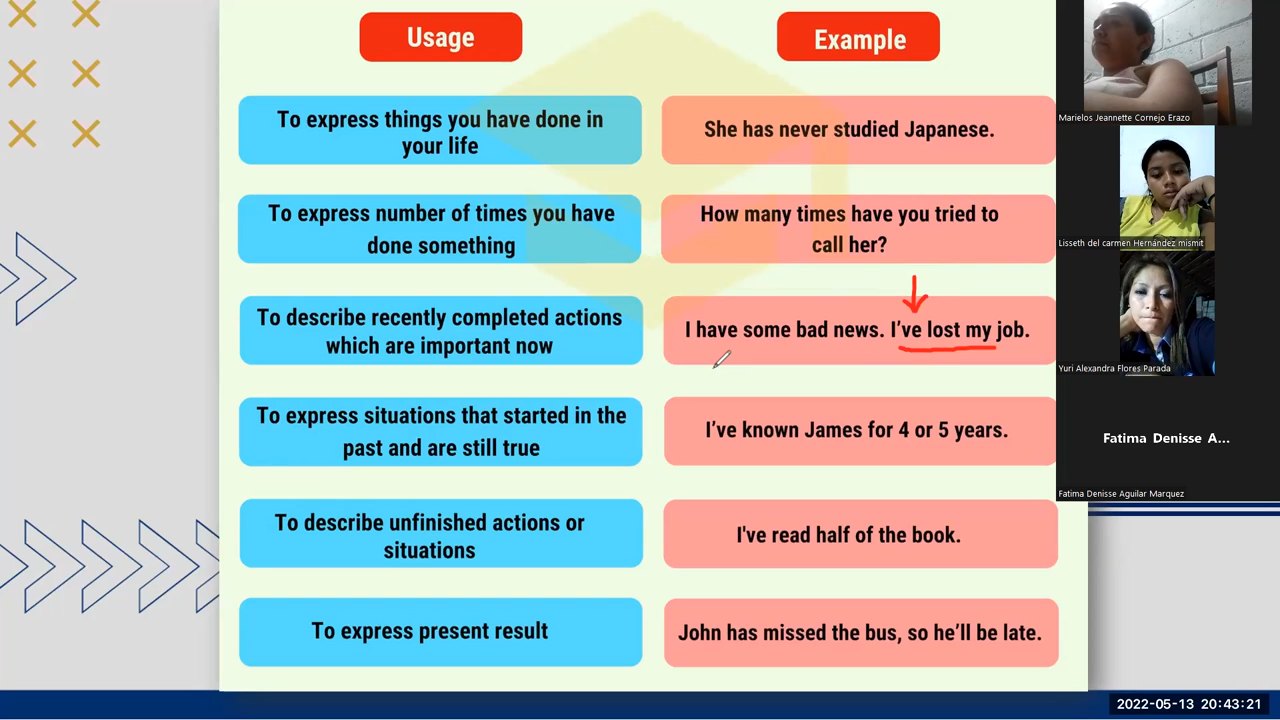 Usage
Example
To express things you have done in
your life
She has never studied Japanese.
To express number of times you have
done something
How many times have you tried to
call her?
To describe recently completed actions
which are important now
I have some bad news. I've lost my job.
To express situations that started in the
past and are still true
I've known James for 4 or 5 years.
To describe unfinished actions or
situations
I've read half of the book.
To express present result
John has missed the bus, so he'll be late.
Marielos Jeannette Cornejo Erazo
Lisseth del carmen Hernández mismit
Yuri Alexandra Flores Parada
Fatima Denisse A...
Fatima Denisse Aguilar Marquez
2022-05-13 20:43:21